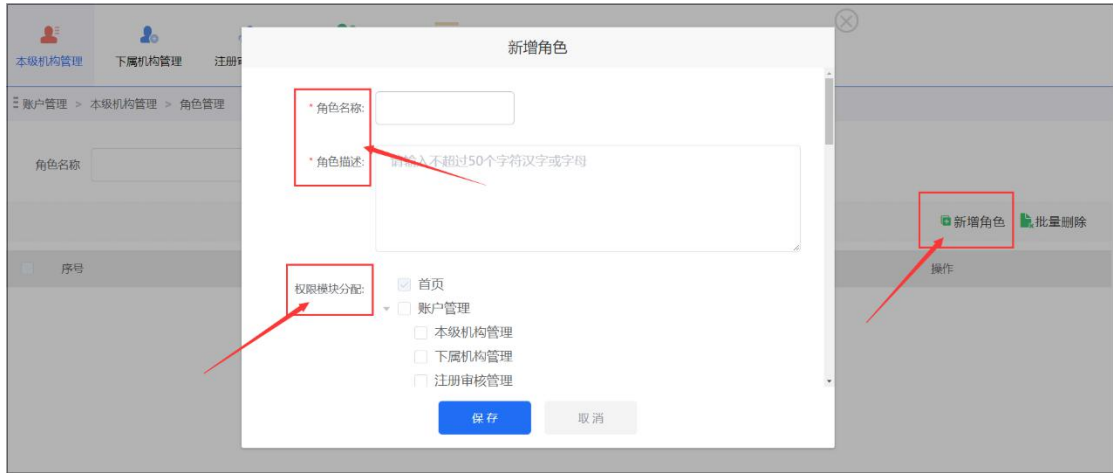 新增角色
本级机构管理 下属机构管理 注册
账户管理 > 本级机构管理 > 角色管理
* 角色名称:
角色名称
* 角色描述: 请输入不超过50个字符汉字或字母
新增角色 批量删除
序号 操作
权限模块分配: 首页
账户管理
本级机构管理
下属机构管理
注册审核管理
保存 取消